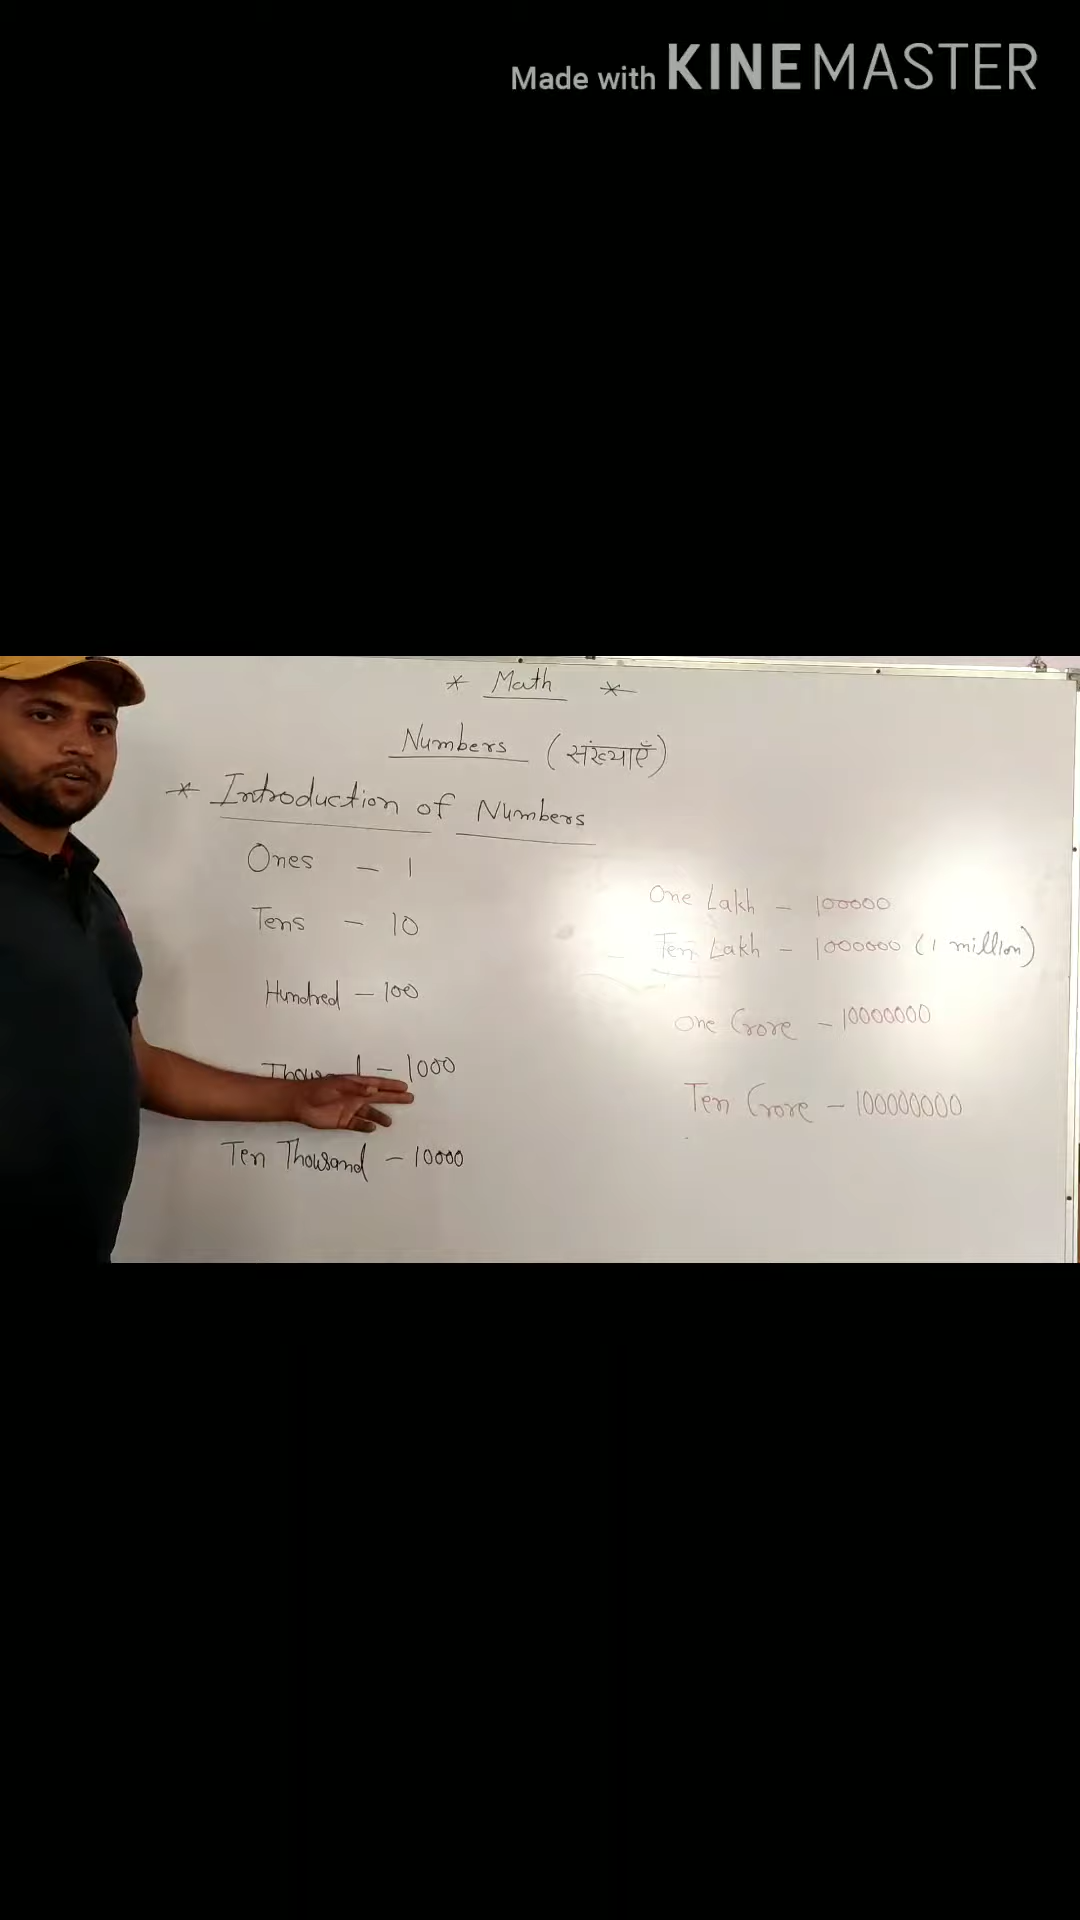 Made with KINEMASTER
* Math *
Numbers (संख्याएँ)
* Introduction of Numbers
Ones - 1
Tens - 10
Hundred - 100
Thousand - 1000
Ten Thousand - 10000
One Lakh - 100000
Ten Lakh - 1000000 (1 million)
One Crore - 10000000
Ten Crore - 100000000